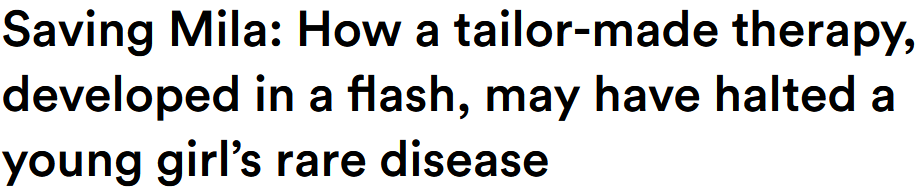 Saving Mila: How a tailor-made therapy,
developed in a flash, may have halted a
young girl’s rare disease